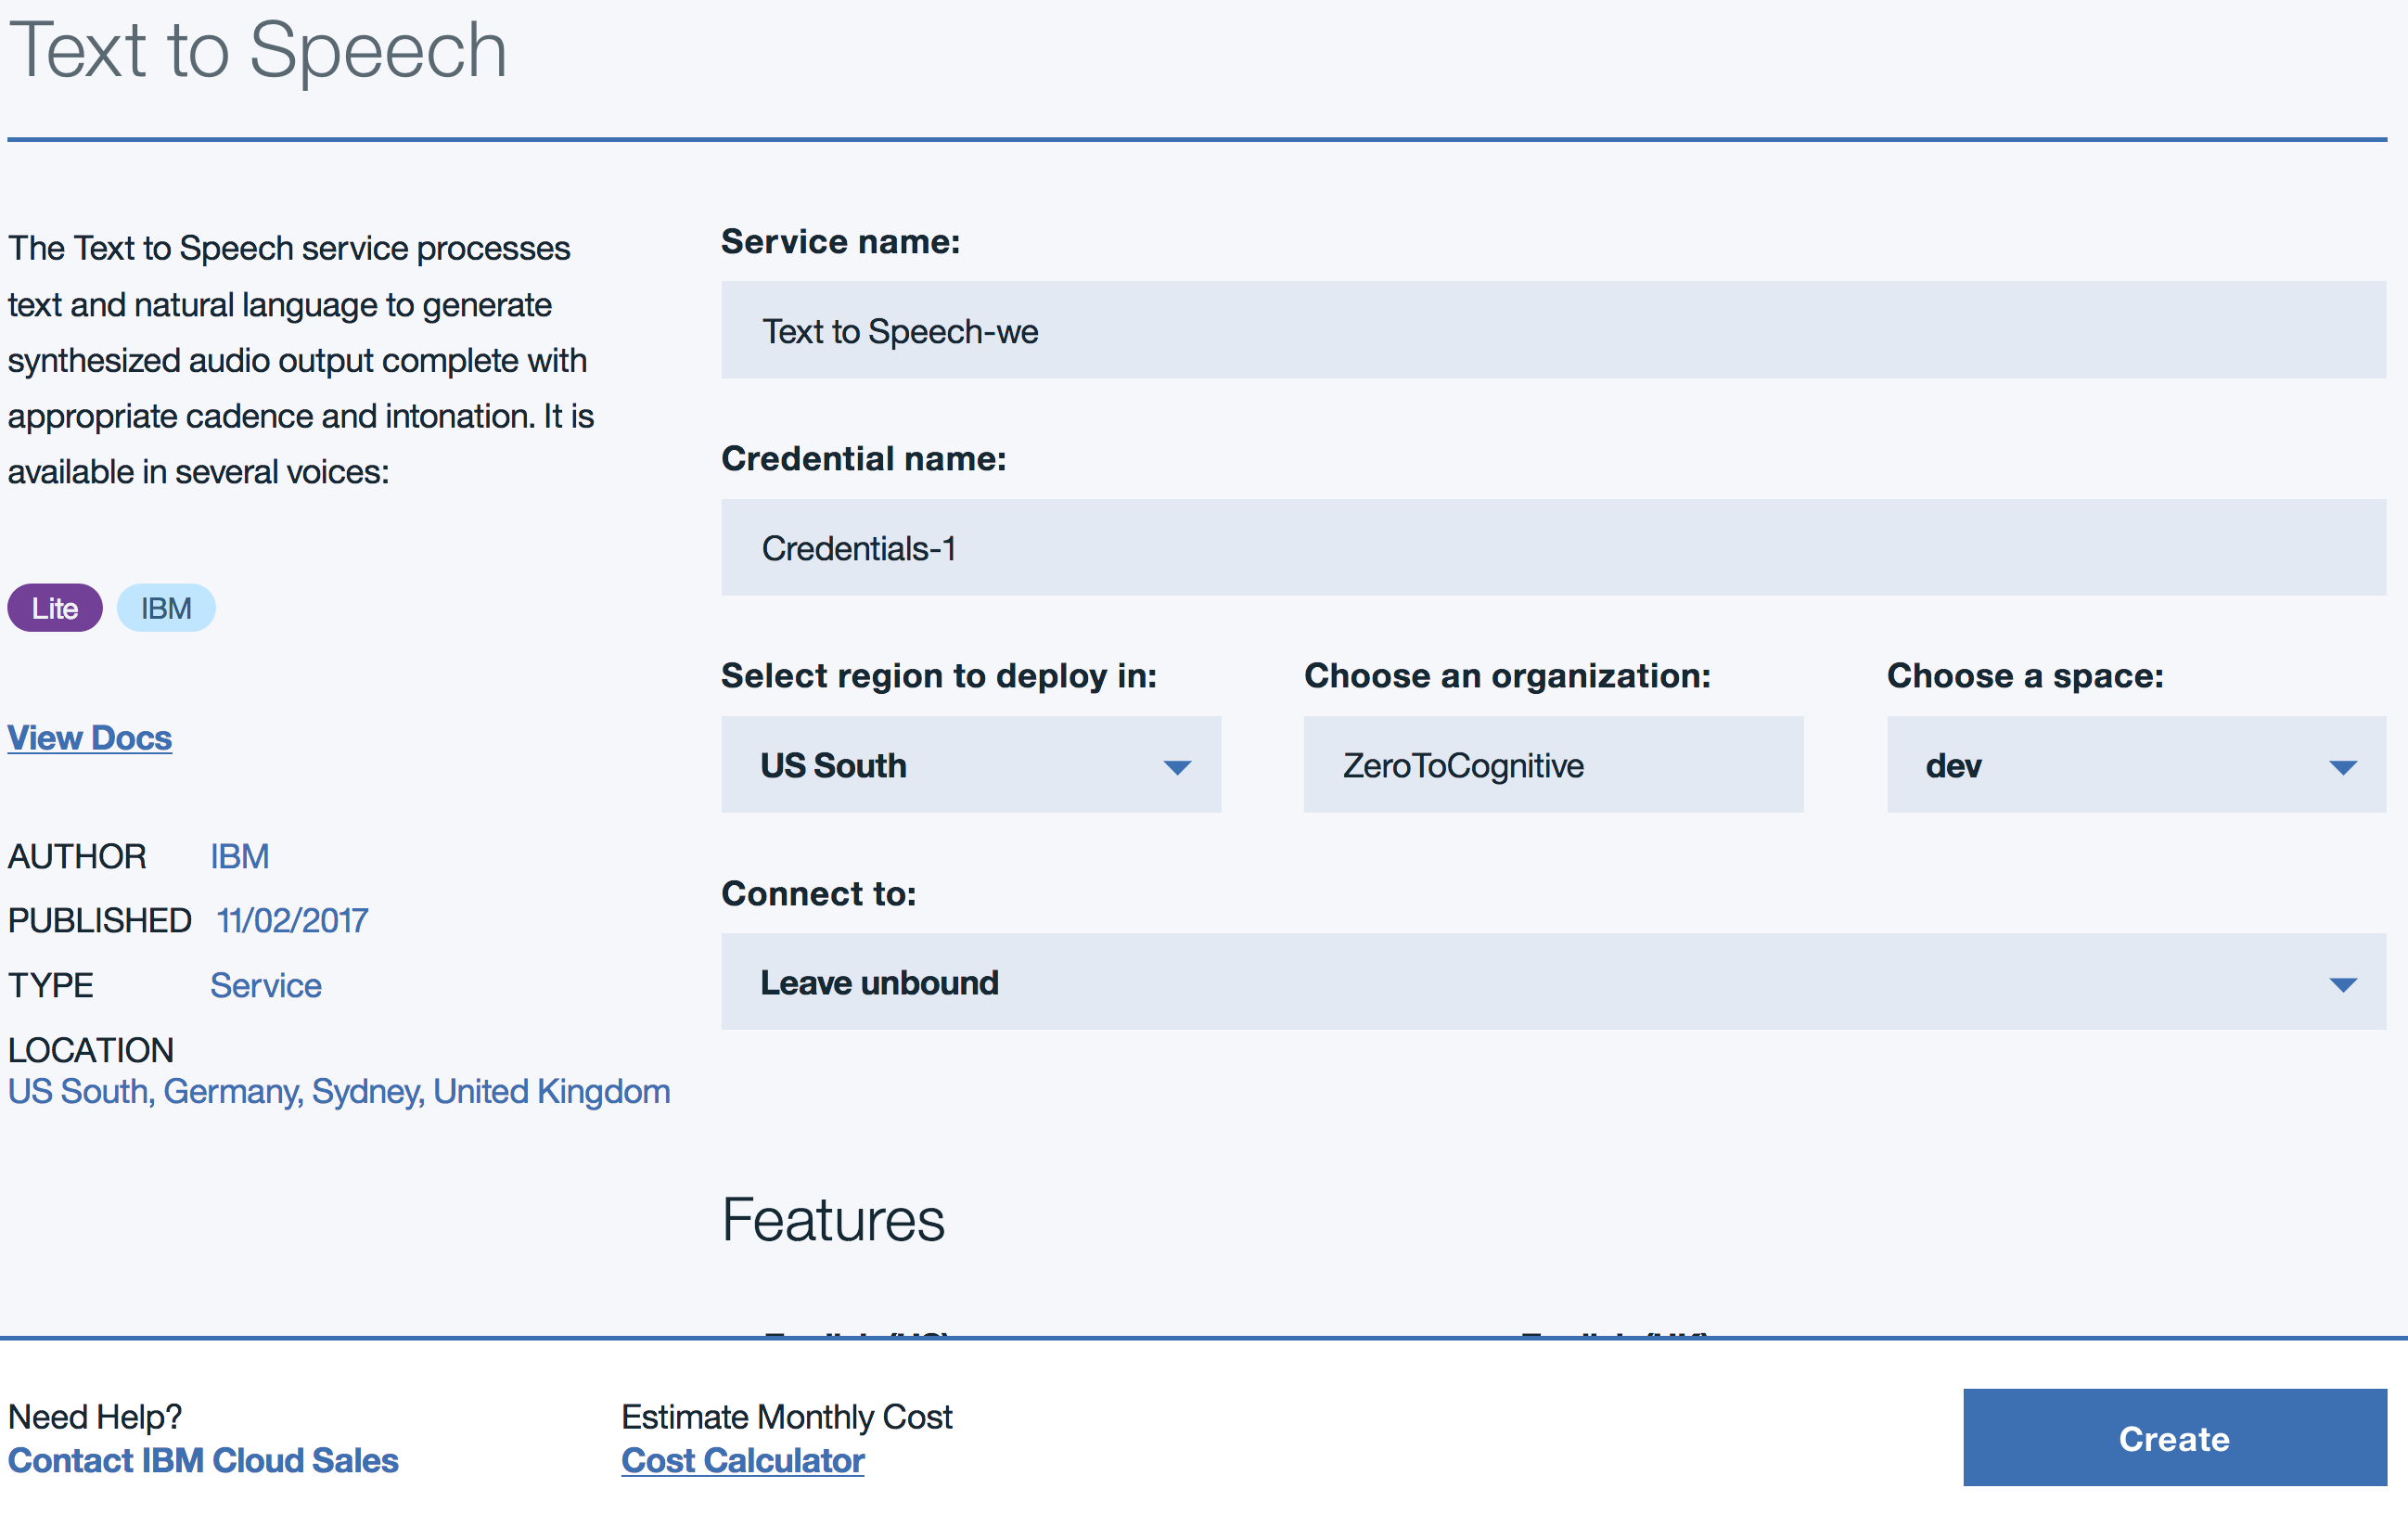 Text to Speech
The Text to Speech service processes
text and natural language to generate
synthesized audio output complete with
appropriate cadence and intonation. It is
available in several voices:
Lite IBM
View Docs
AUTHOR IBM
PUBLISHED 11/02/2017
TYPE Service
LOCATION
US South, Germany, Sydney, United Kingdom
Service name:
Text to Speech-we
Credential name:
Credentials-1
Select region to deploy in: Choose an organization: Choose a space:
US South ZeroToCognitive dev
Connect to:
Leave unbound
Features
Need Help? Estimate Monthly Cost
Contact IBM Cloud Sales Cost Calculator
Create